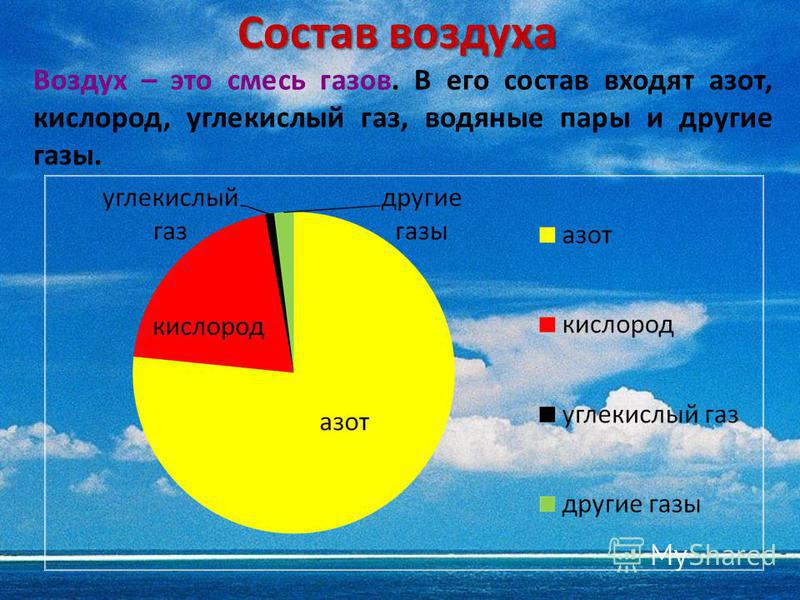 Состав воздуха
Воздух – это смесь газов. В его состав входят азот,
кислород, углекислый газ, водяные пары и другие
газы.
углекислый
газ
другие
газы
кислород
азот
азот
кислород
углекислый газ
другие газы
MyShared